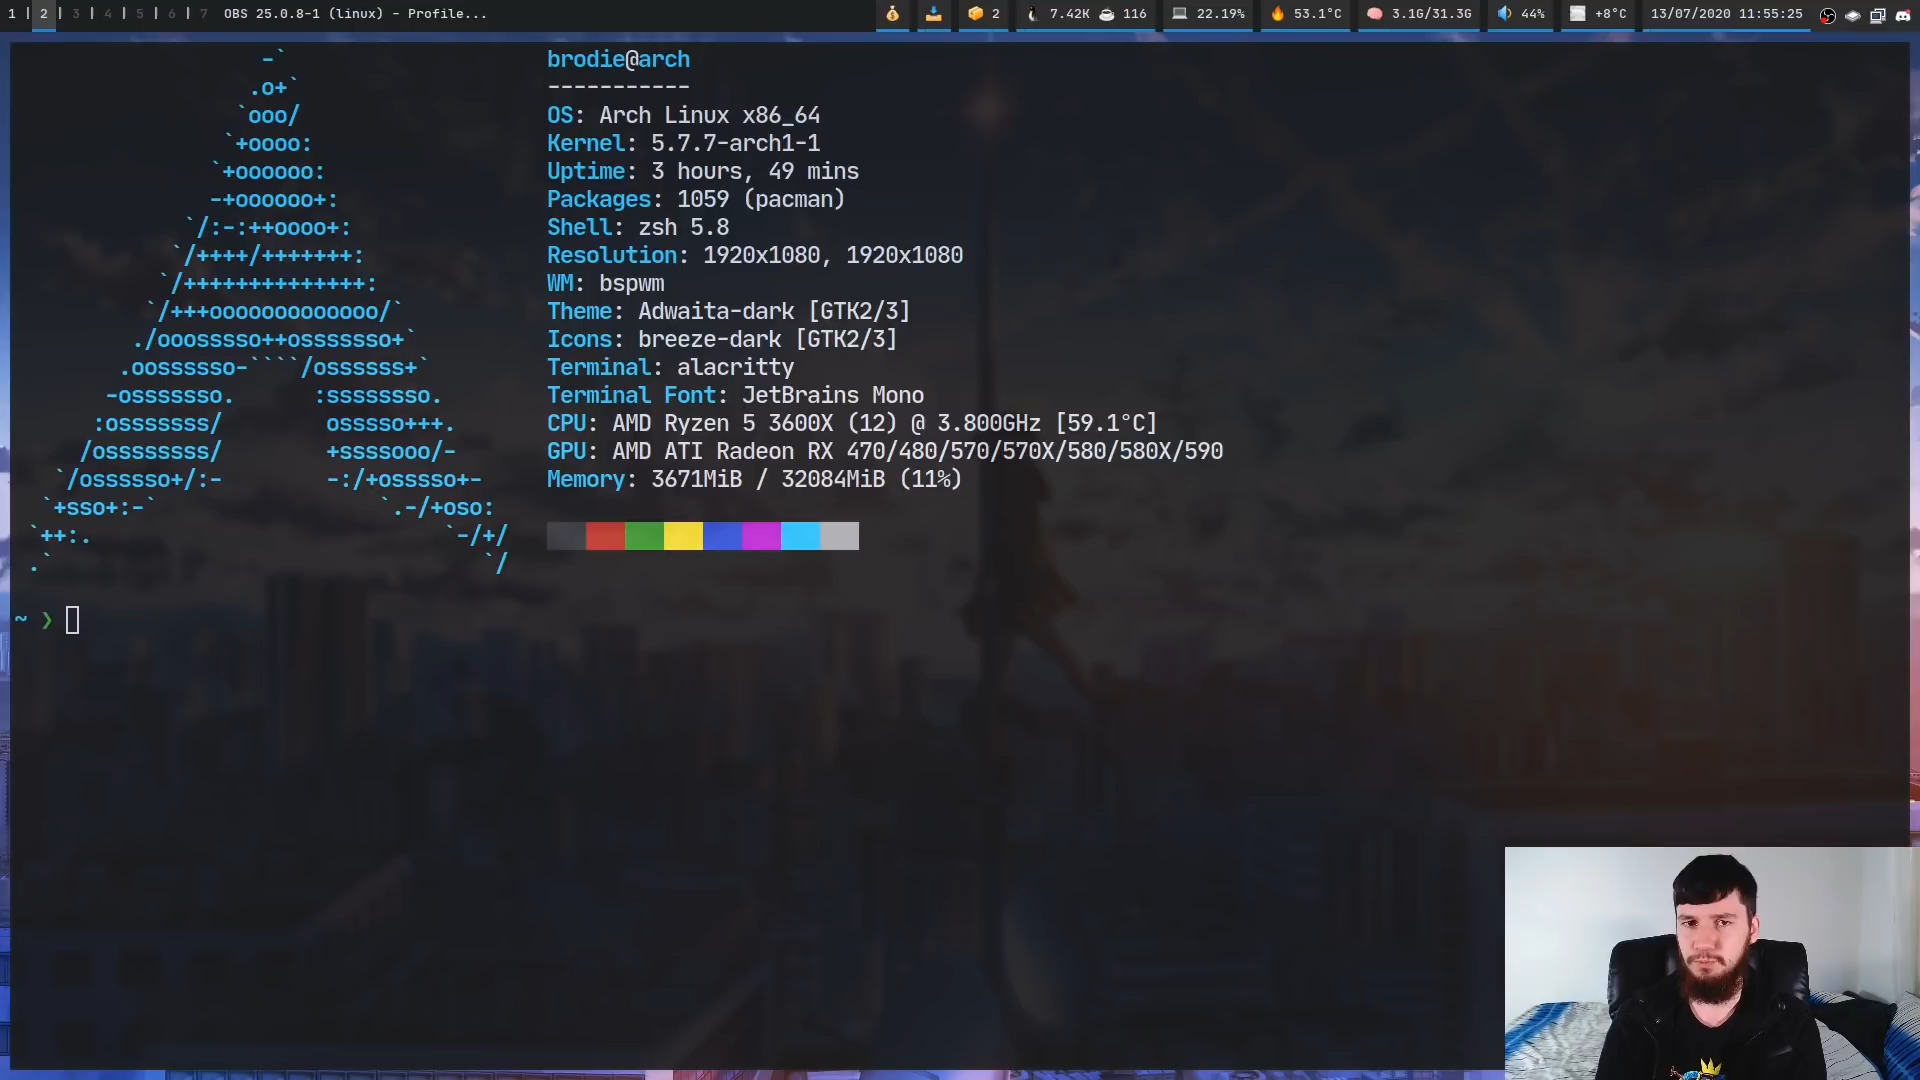 1 | 2 | 3 | 4 | 5 | 6 | 7 OBS 25.0.8-1 (linux) - Profile... 2 7.42K 116 22.19% 53.1°C 3.1G/31.3G 44% +8°C 13/07/2020 11:55:25
brodie@arch
-----------
OS: Arch Linux x86_64
Kernel: 5.7.7-arch1-1
Uptime: 3 hours, 49 mins
Packages: 1059 (pacman)
Shell: zsh 5.8
Resolution: 1920x1080, 1920x1080
WM: bspwm
Theme: Adwaita-dark [GTK2/3]
Icons: breeze-dark [GTK2/3]
Terminal: alacritty
Terminal Font: JetBrains Mono
CPU: AMD Ryzen 5 3600X (12) @ 3.800GHz [59.1°C]
GPU: AMD ATI Radeon RX 470/480/570/570X/580/580X/590
Memory: 3671MiB / 32084MiB (11%)
~ ❯